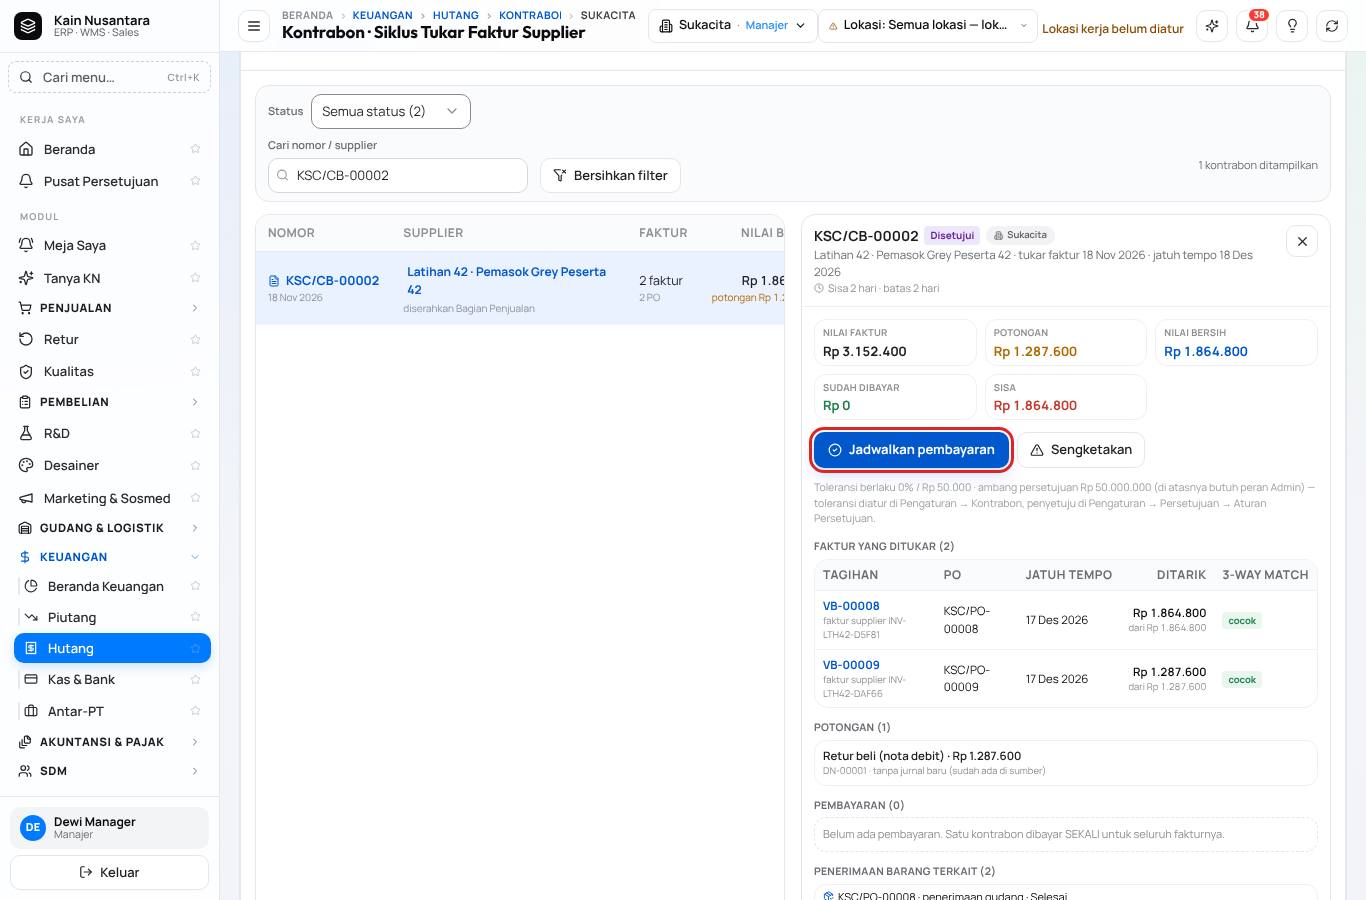 Kain Nusantara
ERP · WMS · Sales
Cari menu...
Ctrl+K
KERJA SAYA
Beranda
Pusat Persetujuan
MODUL
Meja Saya
Tanya KN
PENJUALAN
Retur
Kualitas
PEMBELIAN
R&D
Desainer
Marketing & Sosmed
GUDANG & LOGISTIK
KEUANGAN
Beranda Keuangan
Piutang
Hutang
Kas & Bank
Antar-PT
AKUNTANSI & PAJAK
SDM
DE
Dewi Manager
Manajer
Keluar
BERANDA > KEUANGAN > HUTANG > KONTRABOI > SUKACITA
Kontrabon · Siklus Tukar Faktur Supplier
Sukacita · Manajer
Lokasi: Semua lokasi — lok...
Lokasi kerja belum diatur
38
Status
Semua status (2)
Cari nomor / supplier
KSC/CB-00002
Bersihkan filter
1 kontrabon ditampilkan
NOMOR SUPPLIER FAKTUR NILAI B
KSC/CB-00002
18 Nov 2026
Latihan 42 · Pemasok Grey Peserta
42
diserahkan Bagian Penjualan
2 faktur
2 PO
Rp 1.86
potongan Rp 1.2
KSC/CB-00002 Disetujui Sukacita
Latihan 42 · Pemasok Grey Peserta 42 · tukar faktur 18 Nov 2026 · jatuh tempo 18 Des
2026
Sisa 2 hari · batas 2 hari
NILAI FAKTUR
Rp 3.152.400
POTONGAN
Rp 1.287.600
NILAI BERSIH
Rp 1.864.800
SUDAH DIBAYAR
Rp 0
SISA
Rp 1.864.800
Jadwalkan pembayaran
Sengketakan
Toleransi berlaku 0% / Rp 50.000 · ambang persetujuan Rp 50.000.000 (di atasnya butuh peran Admin) —
toleransi diatur di Pengaturan → Kontrabon, penyetuju di Pengaturan → Persetujuan → Aturan
Persetujuan.
FAKTUR YANG DITUKAR (2)
TAGIHAN PO JATUH TEMPO DITARIK 3-WAY MATCH
VB-00008
faktur supplier INV-
LTH42-D5F81
KSC/PO-
00008
17 Des 2026
Rp 1.864.800
dari Rp 1.864.800
cocok
VB-00009
faktur supplier INV-
LTH42-DAF66
KSC/PO-
00009
17 Des 2026
Rp 1.287.600
dari Rp 1.287.600
cocok
POTONGAN (1)
Retur beli (nota debit) · Rp 1.287.600
DN-00001 · tanpa jurnal baru (sudah ada di sumber)
PEMBAYARAN (0)
Belum ada pembayaran. Satu kontrabon dibayar SEKALI untuk seluruh fakturnya.
PENERIMAAN BARANG TERKAIT (2)
KSC/PO-00008 · penerimaan gudang · Selesai